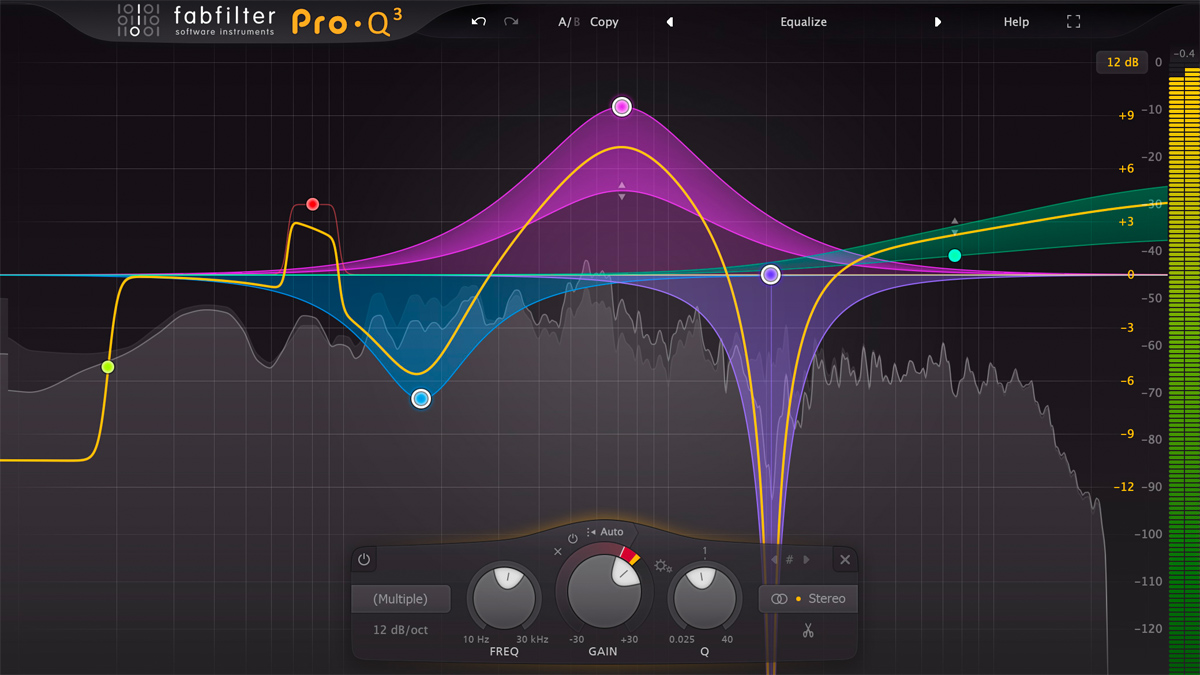 fabfilter
software instruments
Pro·Q³
A/B Copy
Equalize
Help
12 dB
0
-0.4
+9
-10
-20
+6
-30
+3
-40
0
-50
-3
-60
-6
-70
-9
-80
-12
-90
-100
-110
-120
Auto
1
#
(Multiple)
Stereo
12 dB/oct
10 Hz 30 kHz
-30 +30
0.025 40
FREQ
GAIN
Q